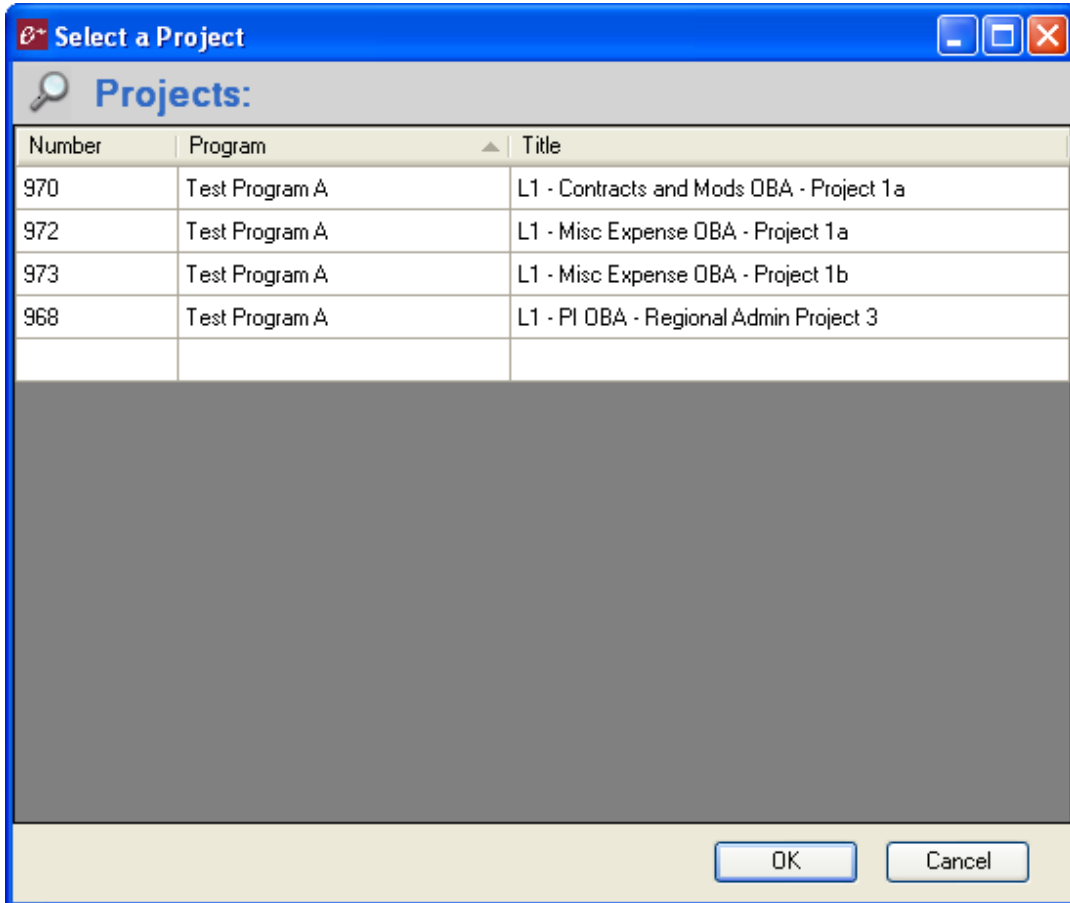 e+ Select a Project
Projects:
Number Program Title
970 Test Program A L1 - Contracts and Mods OBA - Project 1a
972 Test Program A L1 - Misc Expense OBA - Project 1a
973 Test Program A L1 - Misc Expense OBA - Project 1b
968 Test Program A L1 - PI OBA - Regional Admin Project 3
OK Cancel